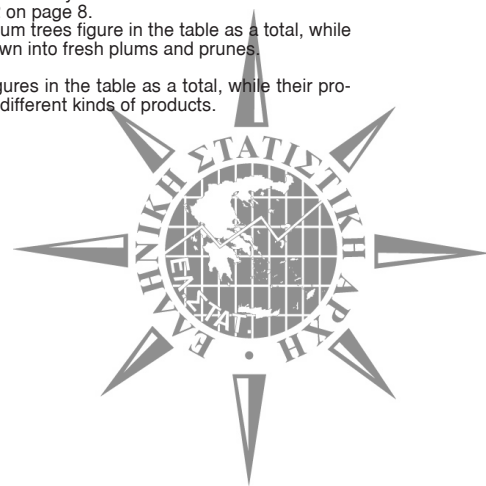 on page 8.
um trees figure in the table as a total, while
wn into fresh plums and prunes.
gures in the table as a total, while their pro-
different kinds of products.
ΕΛΛΗΝΙΚΗ ΣΤΑΤΙΣΤΙΚΗ ΑΡΧΗ
ΕΛΣΤΑΤ.